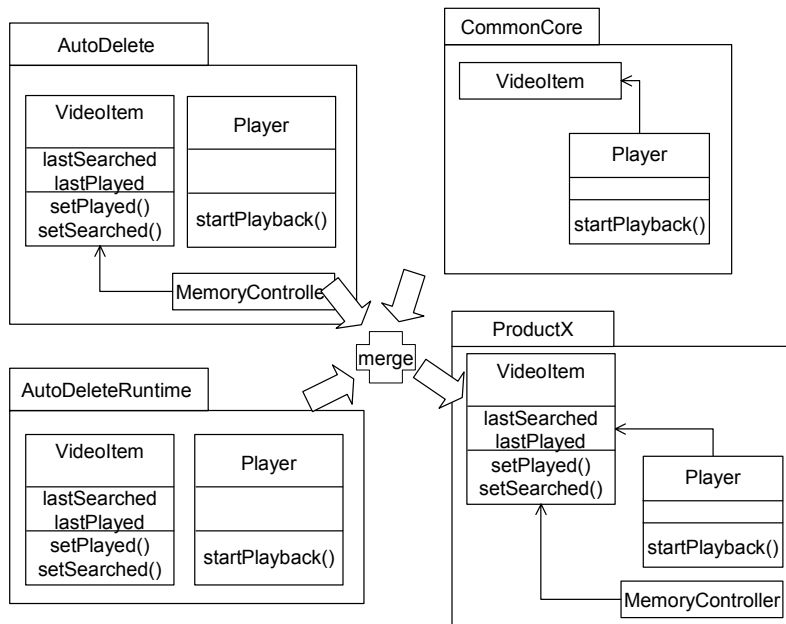 AutoDelete
VideoItem
lastSearched
lastPlayed
setPlayed()
setSearched()
Player
startPlayback()
MemoryController
CommonCore
VideoItem
Player
startPlayback()
merge
AutoDeleteRuntime
VideoItem
lastSearched
lastPlayed
setPlayed()
setSearched()
Player
startPlayback()
ProductX
VideoItem
lastSearched
lastPlayed
setPlayed()
setSearched()
Player
startPlayback()
MemoryController